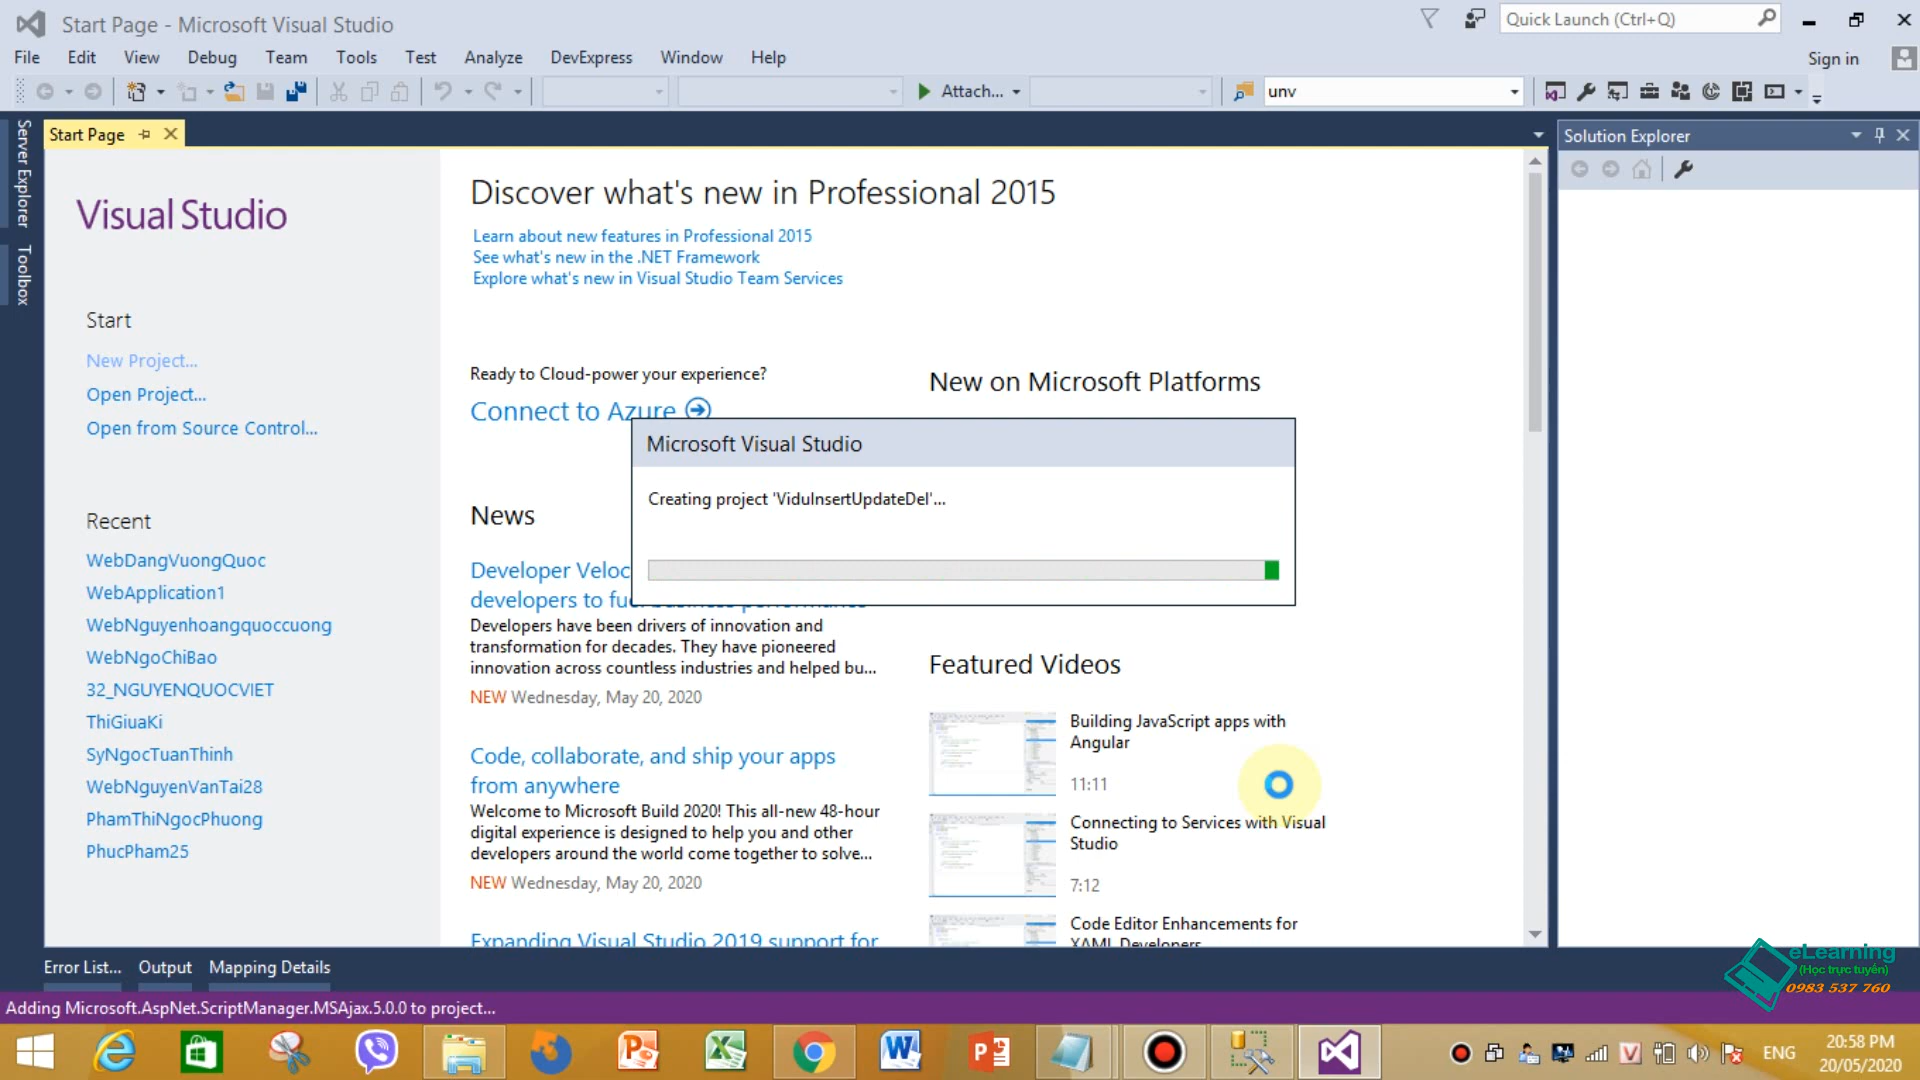 Start Page - Microsoft Visual Studio
Quick Launch (Ctrl+Q)
File Edit View Debug Team Tools Test Analyze DevExpress Window Help
Sign in
Attach...
unv
Server Explorer
Toolbox
Start Page
Solution Explorer
Visual Studio
Start
New Project...
Open Project...
Open from Source Control...
Recent
WebDangVuongQuoc
WebApplication1
WebNguyenhoangquoccuong
WebNgoChiBao
32_NGUYENQUOCVIET
ThiGiuaKi
SyNgocTuanThinh
WebNguyenVanTai28
PhamThiNgocPhuong
PhucPham25
Discover what's new in Professional 2015
Learn about new features in Professional 2015
See what's new in the .NET Framework
Explore what's new in Visual Studio Team Services
Ready to Cloud-power your experience?
Connect to Azure
New on Microsoft Platforms
Microsoft Visual Studio
Creating project 'ViduInsertUpdateDel'...
News
Developer Veloc
developers to fu
Developers have been drivers of innovation and
transformation for decades. They have pioneered
innovation across countless industries and helped bu...
NEW Wednesday, May 20, 2020
Code, collaborate, and ship your apps
from anywhere
Welcome to Microsoft Build 2020! This all-new 48-hour
digital experience is designed to help you and other
developers around the world come together to solve...
NEW Wednesday, May 20, 2020
Expanding Visual Studio 2019 support for
Featured Videos
Building JavaScript apps with
Angular
11:11
Connecting to Services with Visual
Studio
7:12
Code Editor Enhancements for
XAML Developers
Error List... Output Mapping Details
eLearning
(Học trực tuyến)
0983 537 760
Adding Microsoft.AspNet.ScriptManager.MSAjax.5.0.0 to project...
ENG
20:58 PM
20/05/2020